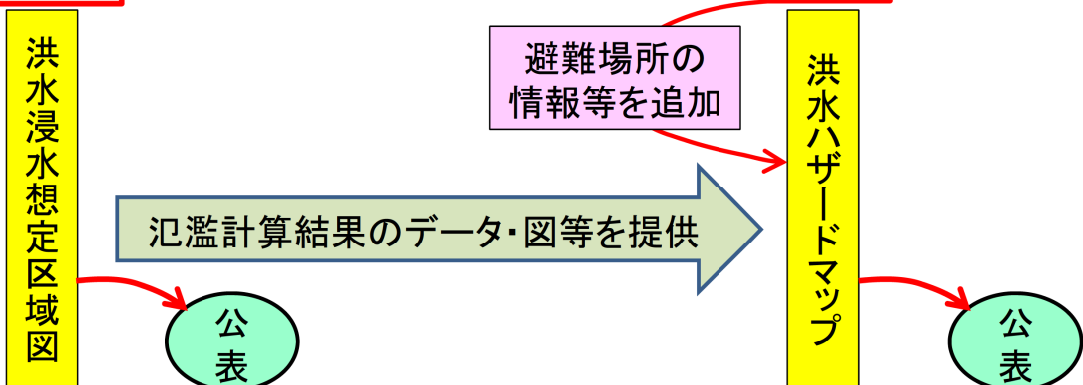 洪水浸水想定区域図
避難場所の
情報等を追加
洪水ハザードマップ
氾濫計算結果のデータ・図等を提供
公
表
公
表